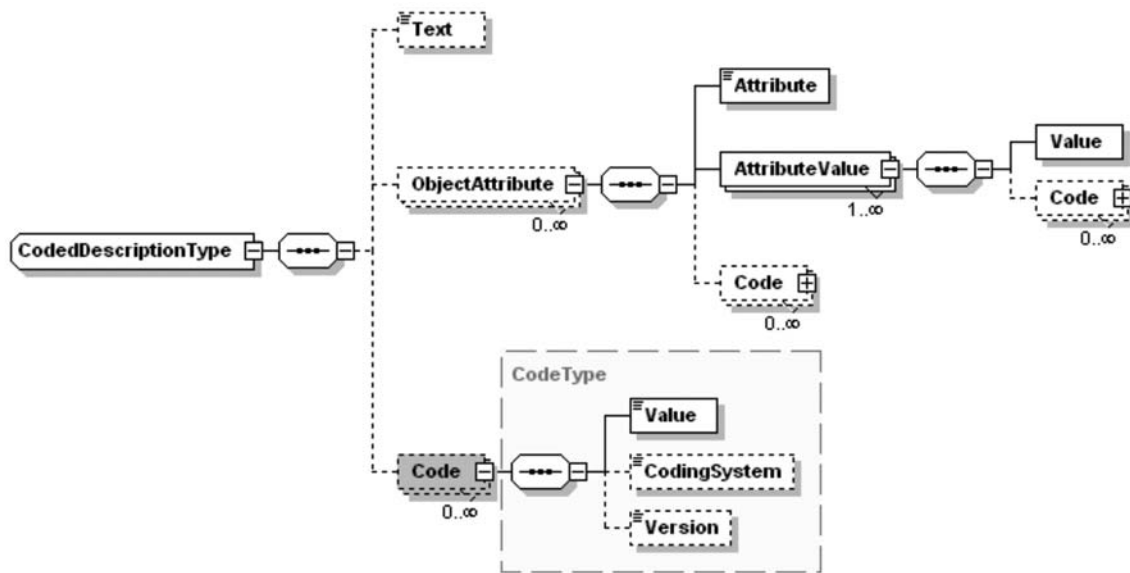 Text
Attribute
Value
AttributeValue
ObjectAttribute
1..∞
Code
0..∞
0..∞
CodedDescriptionType
Code
0..∞
CodeType
Value
Code
CodingSystem
0..∞
Version